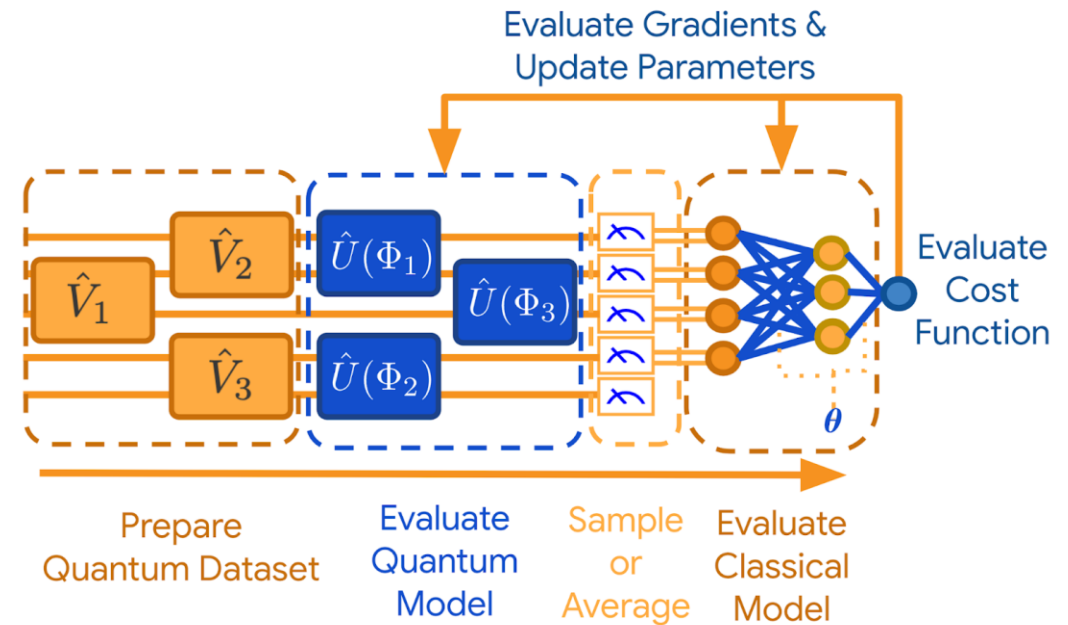 Evaluate Gradients &
Update Parameters
V̂₂
Û(Φ₁)
V̂₁
Û(Φ₃)
V̂₃
Û(Φ₂)
Evaluate
Cost
Function
θ
Prepare
Quantum Dataset
Evaluate
Quantum
Model
Sample
or
Average
Evaluate
Classical
Model